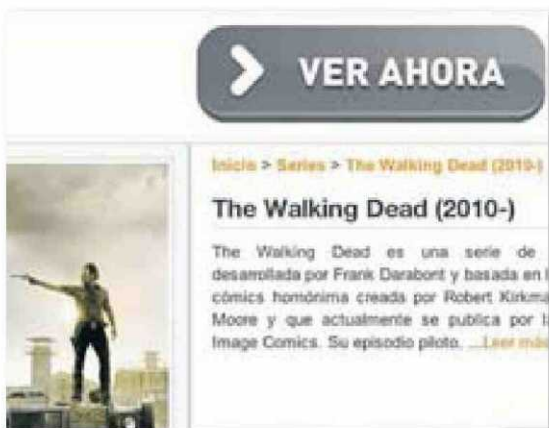 VER AHORA
Inicio > Series > The Walking Dead (2010-)
The Walking Dead (2010-)
The Walking Dead es una serie de
desarrollada por Frank Darabont y basada en
cómics homónima creada por Robert
Moore y que actualmente se publica por
Image Comics. Su episodio piloto. ...Leer